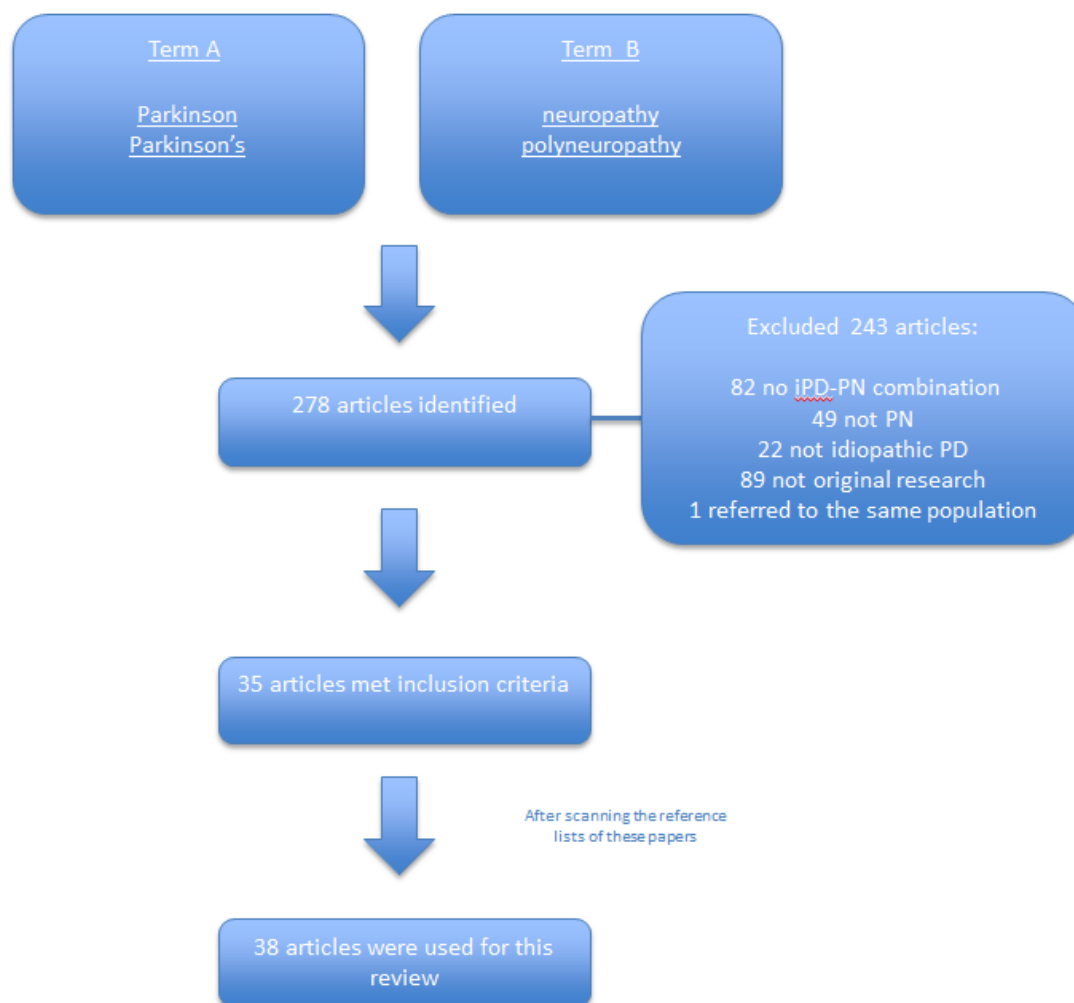 Term A
Parkinson
Parkinson’s
Term B
neuropathy
polyneuropathy
278 articles identified
Excluded 243 articles:
82 no iPD-PN combination
49 not PN
22 not idiopathic PD
89 not original research
1 referred to the same population
35 articles met inclusion criteria
After scanning the reference
lists of these papers
38 articles were used for this
review